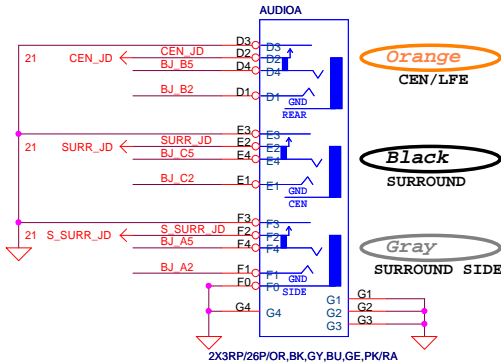 AUDIOA
D3 D3
21 CEN_JD CEN_JD D2 D2
BJ_B5 D4 D4
Orange
CEN/LFE
BJ_B2 D1 D1
GND
REAR
E3 E3
21 SURR_JD SURR_JD E2 E2
BJ_C5 E4 E4
Black
SURROUND
BJ_C2 E1 E1
GND
CEN
F3 F3
21 S_SURR_JD S_SURR_JD F2 F2
BJ_A5 F4 F4
Gray
SURROUND SIDE
BJ_A2 F1 F1
GND
F0 F0
SIDE
G1 G1
G4 G4 G2 G2
G3 G3
2X3RP/26P/OR,BK,GY,BU,GE,PK/RA